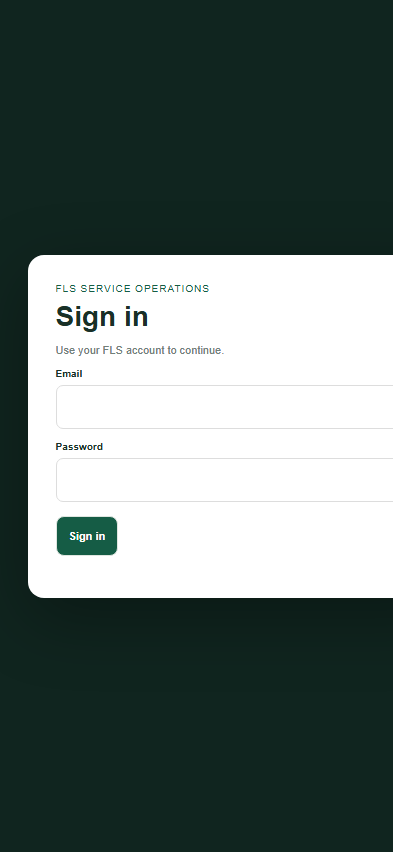 FLS SERVICE OPERATIONS
Sign in
Use your FLS account to continue.
Email
Password
Sign in